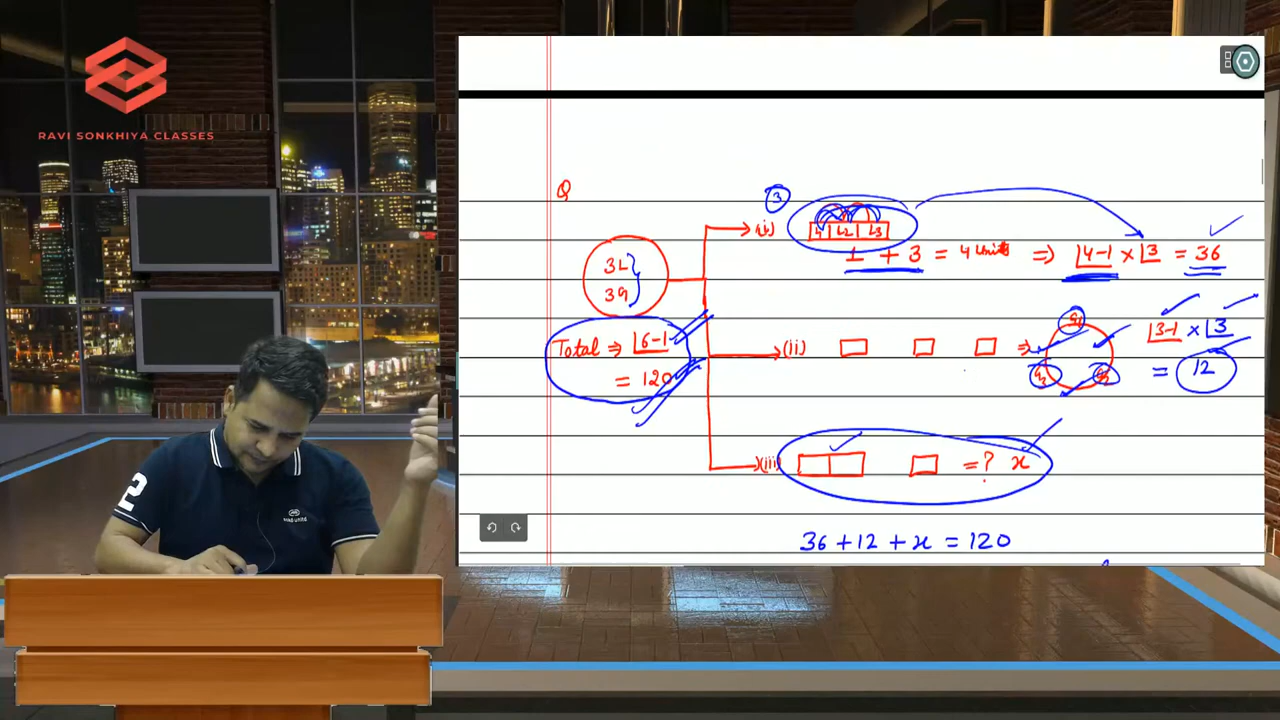 RAVI SONKHIYA CLASSES
Q
3
(i)
L2 L3
1 + 3 = 4 units ⇒ ⌊4-1 × ⌊3 = 36
3L
3g
Total ⇒ ⌊6-1
= 120
(ii) ⇒
⌊3-1 × ⌊3
= 12
(iii) = ? x
36 + 12 + x = 120
2